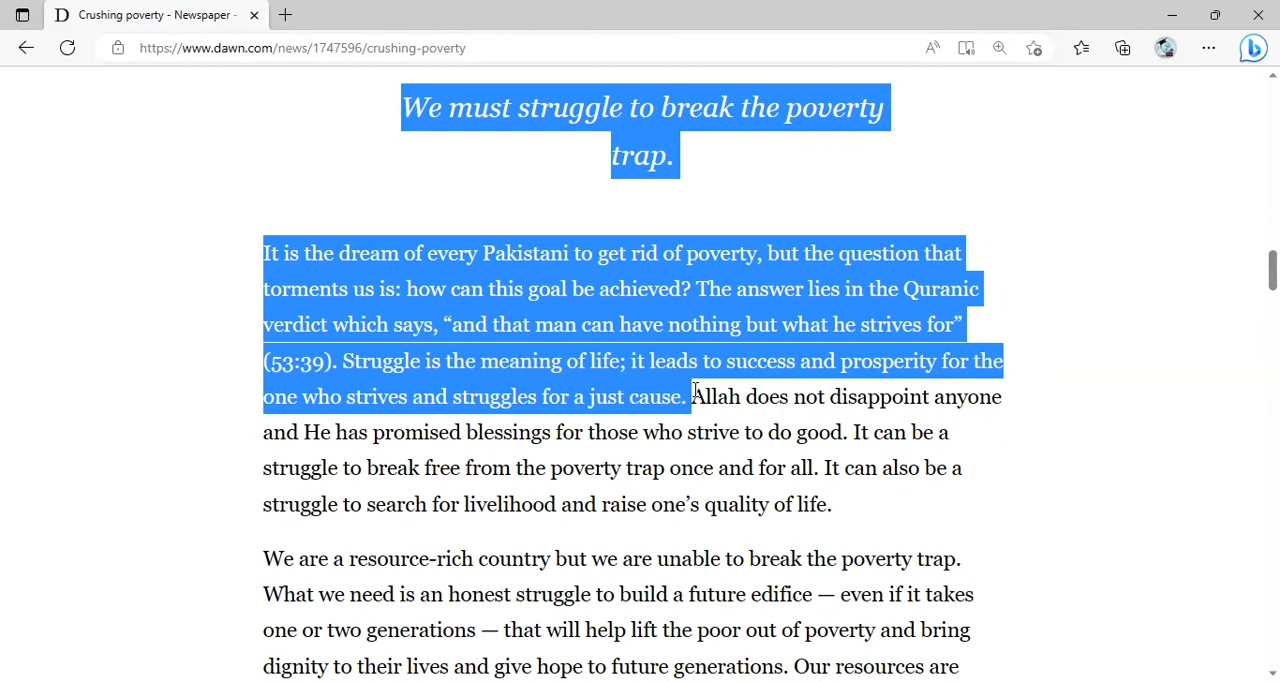 Crushing poverty - Newspaper -
https://www.dawn.com/news/1747596/crushing-poverty
We must struggle to break the poverty
trap.
It is the dream of every Pakistani to get rid of poverty, but the question that
torments us is: how can this goal be achieved? The answer lies in the Quranic
verdict which says, “and that man can have nothing but what he strives for”
(53:39). Struggle is the meaning of life; it leads to success and prosperity for the
one who strives and struggles for a just cause. Allah does not disappoint anyone
and He has promised blessings for those who strive to do good. It can be a
struggle to break free from the poverty trap once and for all. It can also be a
struggle to search for livelihood and raise one’s quality of life.
We are a resource-rich country but we are unable to break the poverty trap.
What we need is an honest struggle to build a future edifice — even if it takes
one or two generations — that will help lift the poor out of poverty and bring
dignity to their lives and give hope to future generations. Our resources are